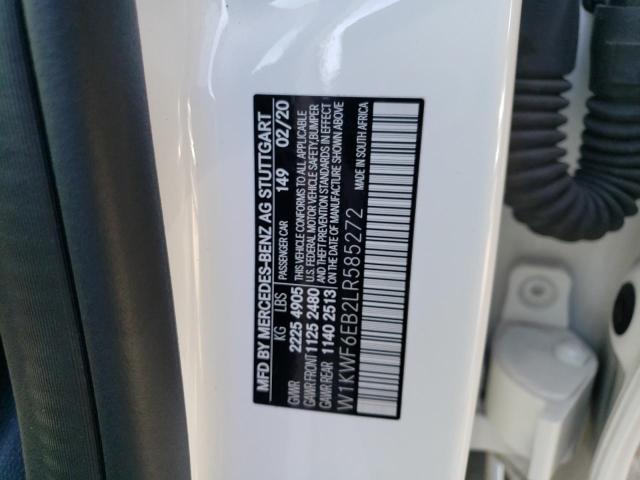 MFD BY MERCEDES-BENZ AG STUTTGART
PASSENGER CAR 149 02/20
KG LBS
GVWR 2225 4905
GAWR FRONT 1125 2480
GAWR REAR 1140 2513
THIS VEHICLE CONFORMS TO ALL APPLICABLE
U.S. FEDERAL MOTOR VEHICLE SAFETY, BUMPER
AND THEFT PREVENTION STANDARDS IN EFFECT
ON THE DATE OF MANUFACTURE SHOWN ABOVE
W1KWF6EB2LR585272
MADE IN SOUTH AFRICA